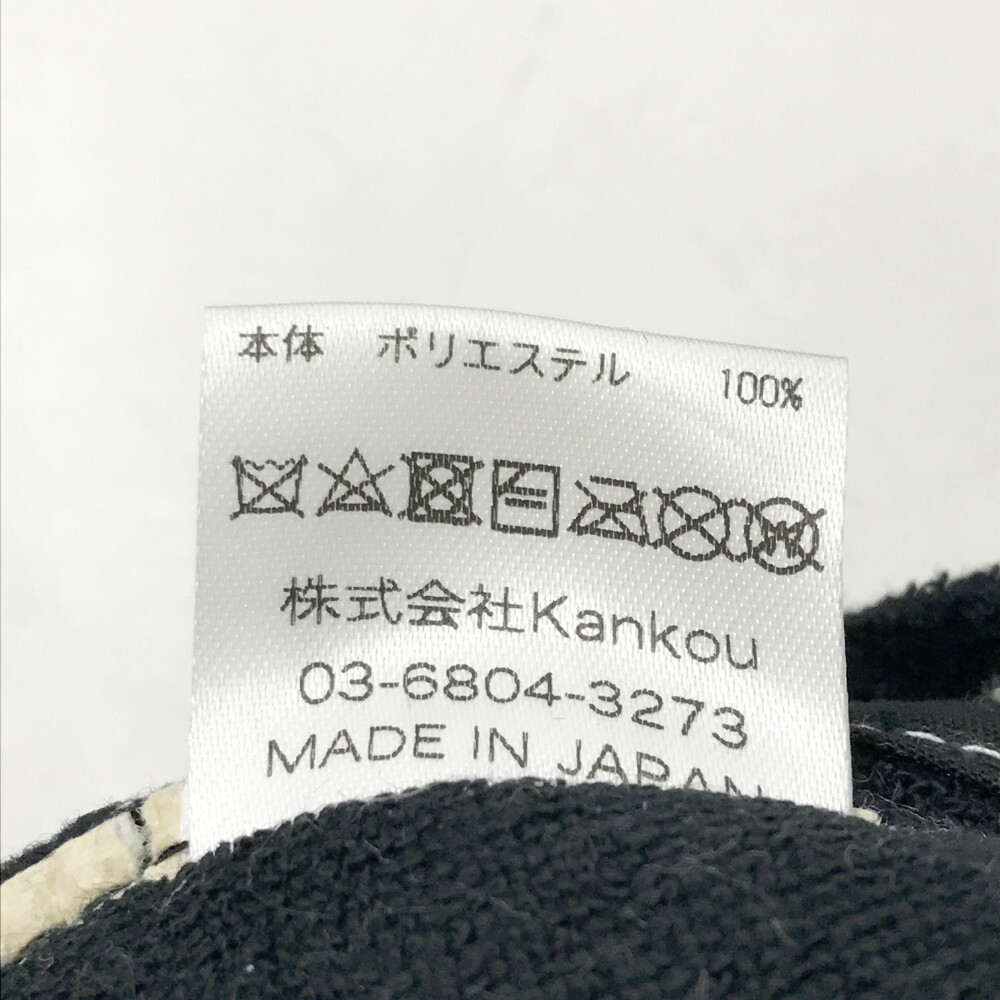 本体 ポリエステル 100%
株式会社Kankou
03-6804-3273
MADE IN JAPAN